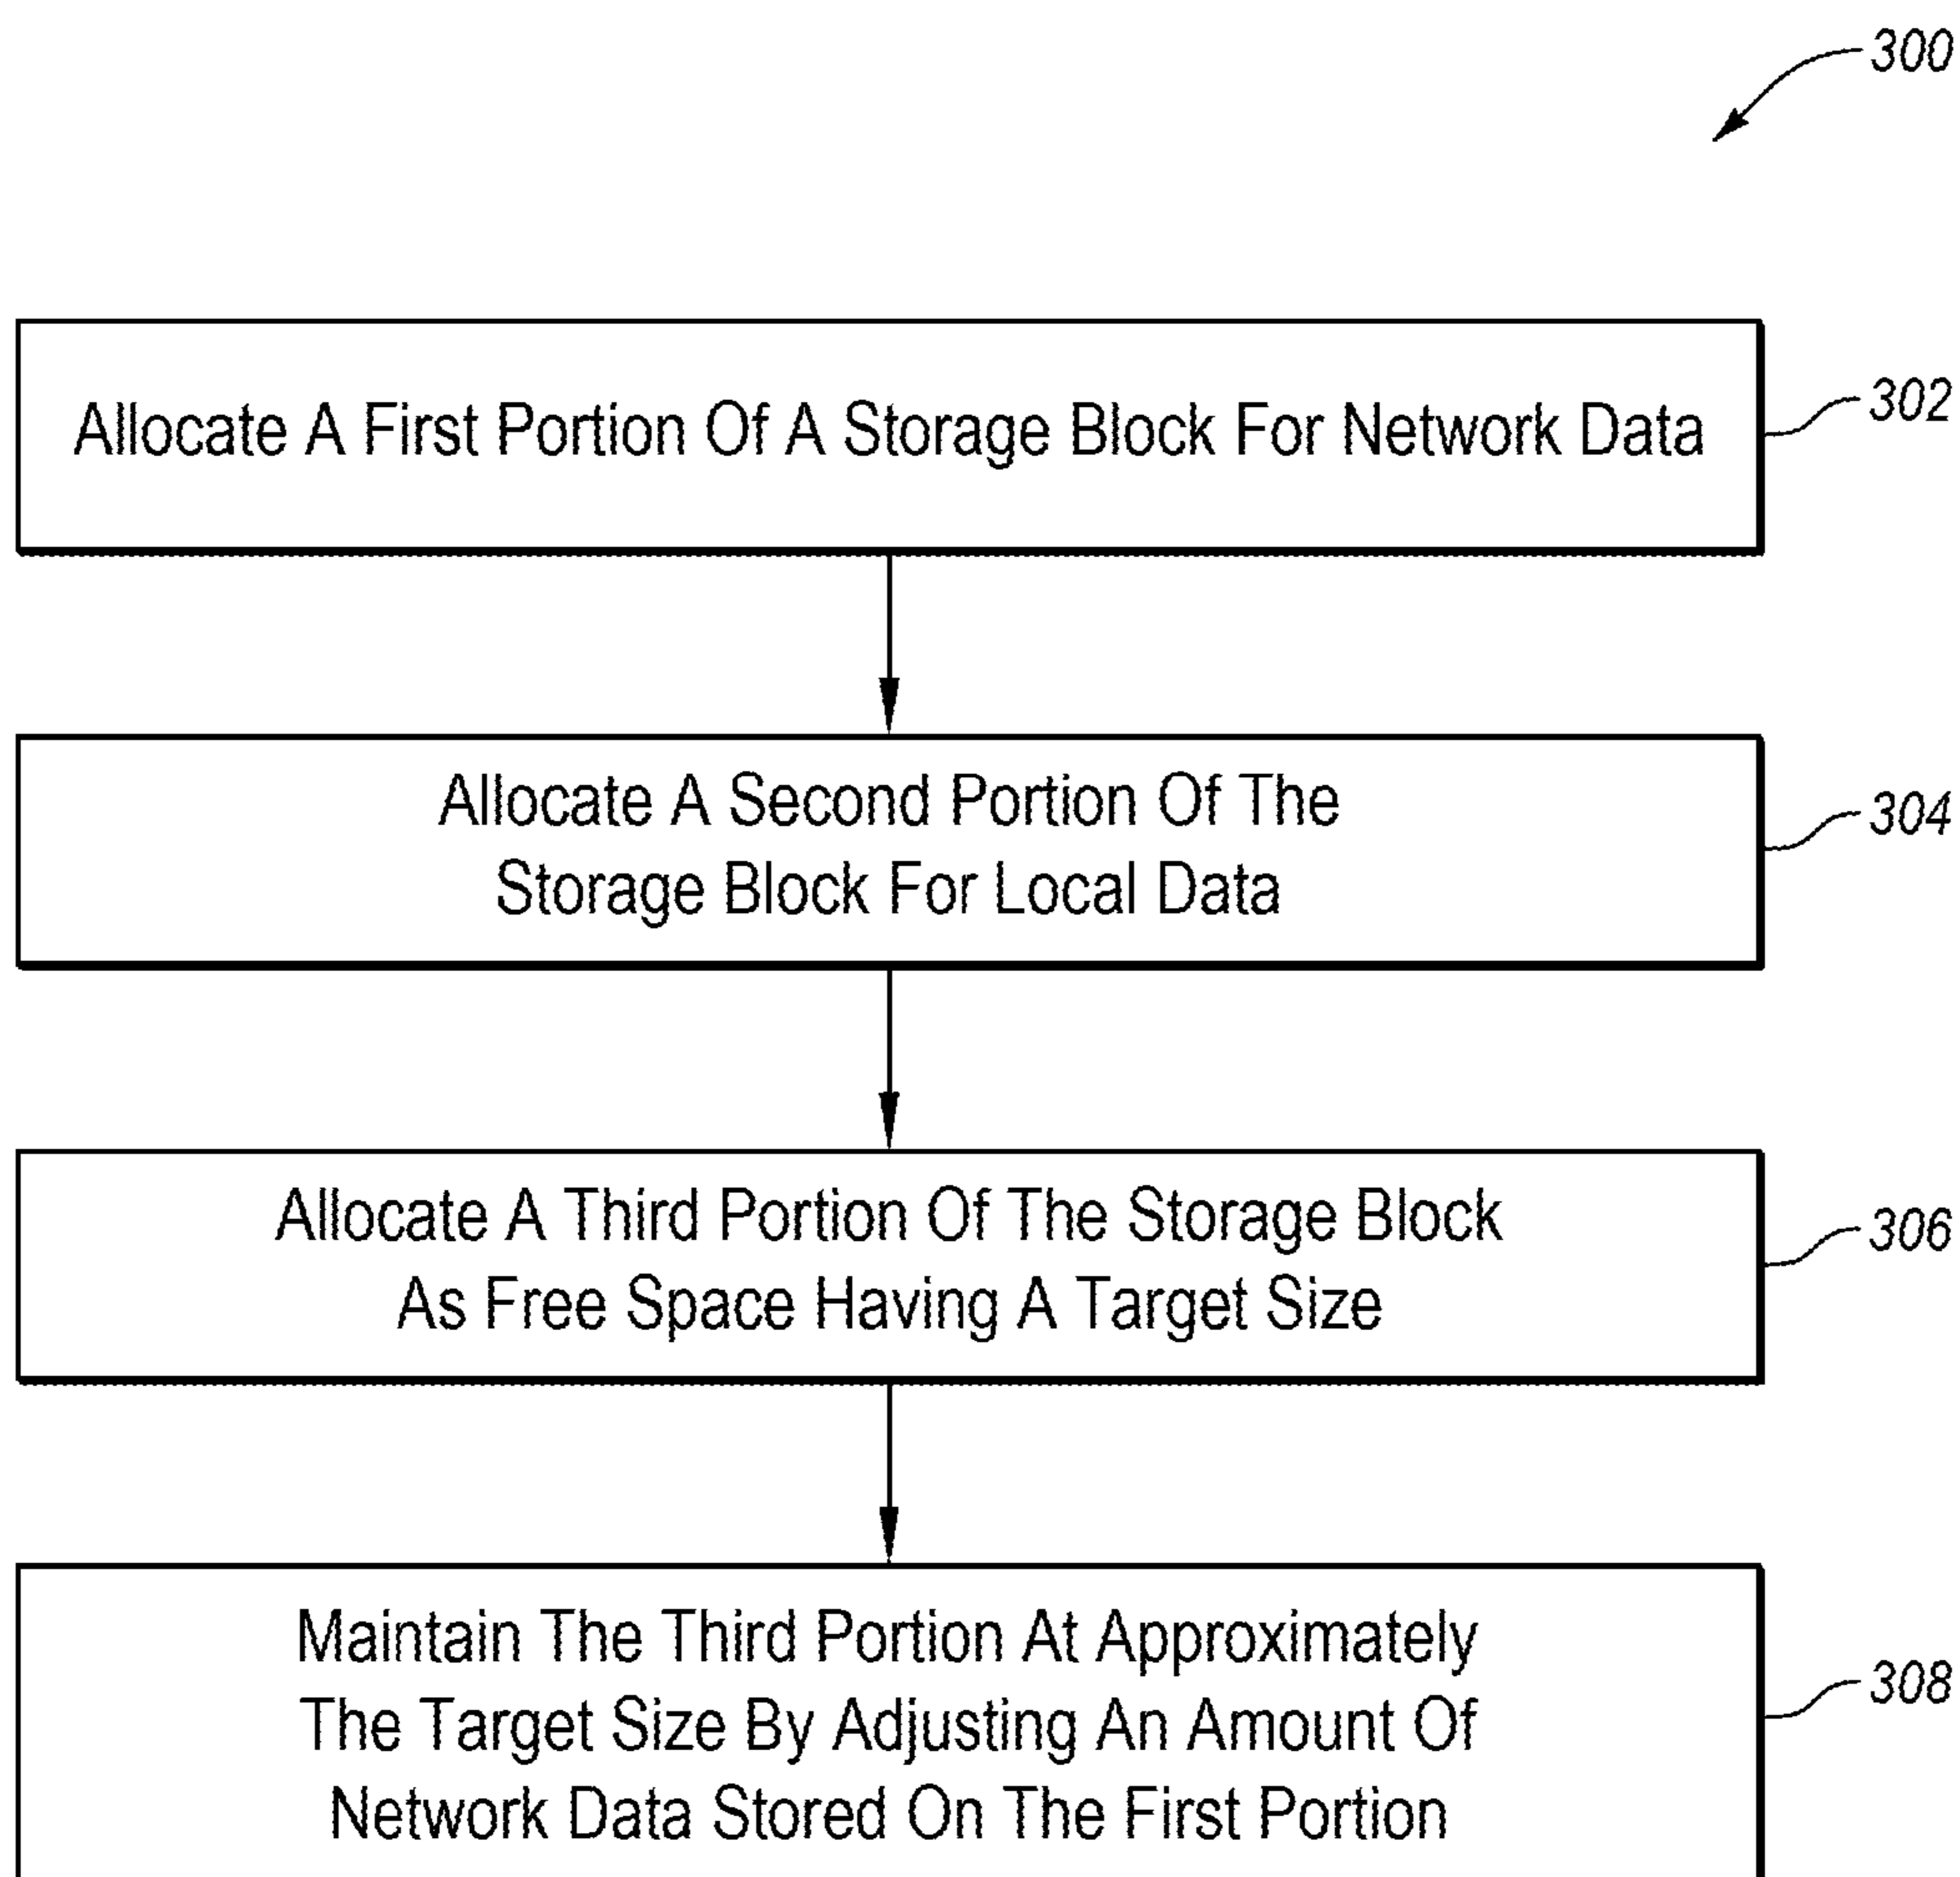 300
Allocate A First Portion Of A Storage Block For Network Data
302
Allocate A Second Portion Of The
Storage Block For Local Data
304
Allocate A Third Portion Of The Storage Block
As Free Space Having A Target Size
306
Maintain The Third Portion At Approximately
The Target Size By Adjusting An Amount Of
Network Data Stored On The First Portion
308